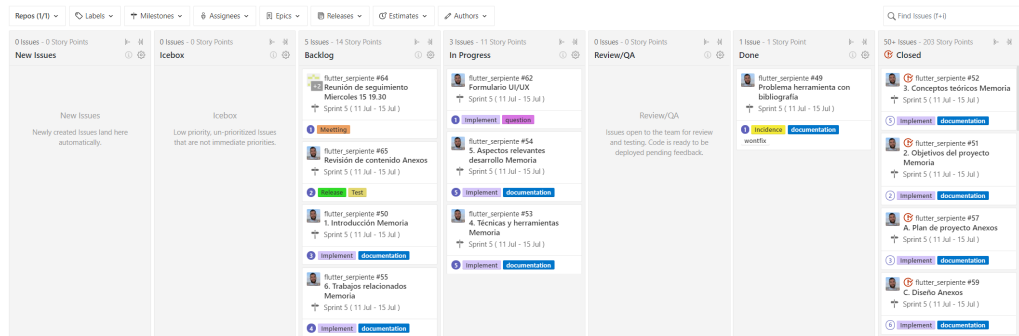 Repos (1/1)
Labels
Milestones
Assignees
Epics
Releases
Estimates
Authors
Find Issues (f+i)
0 Issues - 0 Story Points
New Issues
New Issues
Newly created Issues land here
automatically.
0 Issues - 0 Story Points
Icebox
Icebox
Low priority, un-prioritized Issues
that are not immediate priorities.
5 Issues - 14 Story Points
Backlog
+2
flutter_serpiente #64
Reunión de seguimiento
Miercoles 15 19.30
Sprint 5 ( 11 Jul - 15 Jul )
1 Meetting
flutter_serpiente #65
Revisión de contenido Anexos
Sprint 5 ( 11 Jul - 15 Jul )
2 Release Test
flutter_serpiente #50
1. Introducción Memoria
Sprint 5 ( 11 Jul - 15 Jul )
3 Implement documentation
flutter_serpiente #55
6. Trabajos relacionados
Memoria
Sprint 5 ( 11 Jul - 15 Jul )
4 Implement documentation
3 Issues - 11 Story Points
In Progress
flutter_serpiente #62
Formulario UI/UX
Sprint 5 ( 11 Jul - 15 Jul )
1 Implement question
flutter_serpiente #54
5. Aspectos relevantes
desarrollo Memoria
Sprint 5 ( 11 Jul - 15 Jul )
5 Implement documentation
flutter_serpiente #53
4. Técnicas y herramientas
Memoria
Sprint 5 ( 11 Jul - 15 Jul )
5 Implement documentation
0 Issues - 0 Story Points
Review/QA
Review/QA
Issues open to the team for review
and testing. Code is ready to be
deployed pending feedback.
1 Issue - 1 Story Point
Done
flutter_serpiente #49
Problema herramienta con
bibliografía
Sprint 5 ( 11 Jul - 15 Jul )
1 Incidence documentation
wontfix
50+ Issues - 203 Story Points
Closed
flutter_serpiente #52
3. Conceptos teóricos Memoria
Sprint 5 ( 11 Jul - 15 Jul )
5 Implement documentation
flutter_serpiente #51
2. Objetivos del proyecto
Memoria
Sprint 5 ( 11 Jul - 15 Jul )
2 Implement documentation
flutter_serpiente #57
A. Plan de proyecto Anexos
Sprint 5 ( 11 Jul - 15 Jul )
3 Implement documentation
flutter_serpiente #59
C. Diseño Anexos
Sprint 5 ( 11 Jul - 15 Jul )
6 Implement documentation